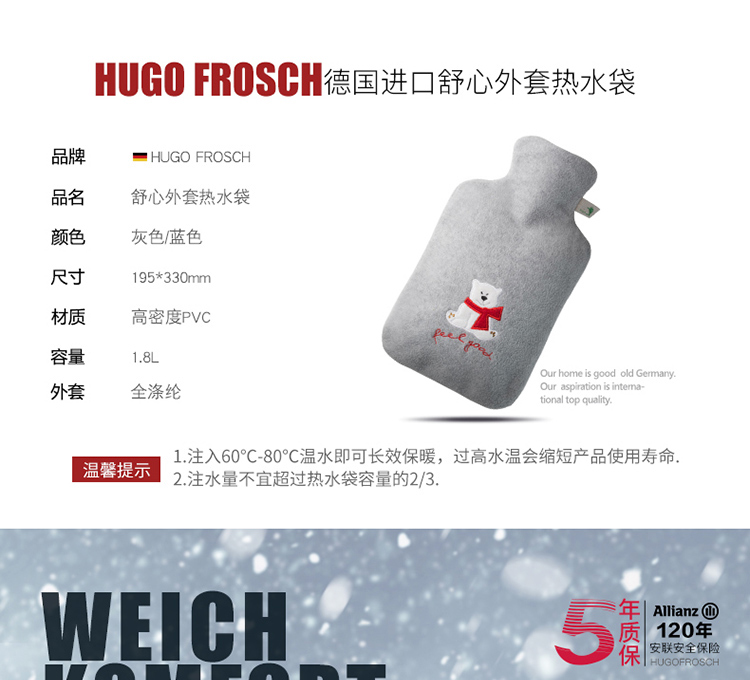 HUGO FROSCH德国进口舒心外套热水袋
品牌 HUGO FROSCH
品名 舒心外套热水袋
颜色 灰色/蓝色
尺寸 195*330mm
材质 高密度PVC
容量 1.8L
外套 全涤纶
feel good
Our home is good old Germany.
Our aspiration is interna-
tional top quality.
温馨提示
1.注入60℃-80℃温水即可长效保暖，过高水温会缩短产品使用寿命.
2.注水量不宜超过热水袋容量的2/3.
WEICH
KOMFORT
5年质保
Allianz
120年
安联安全保险
HUGOFROSCH